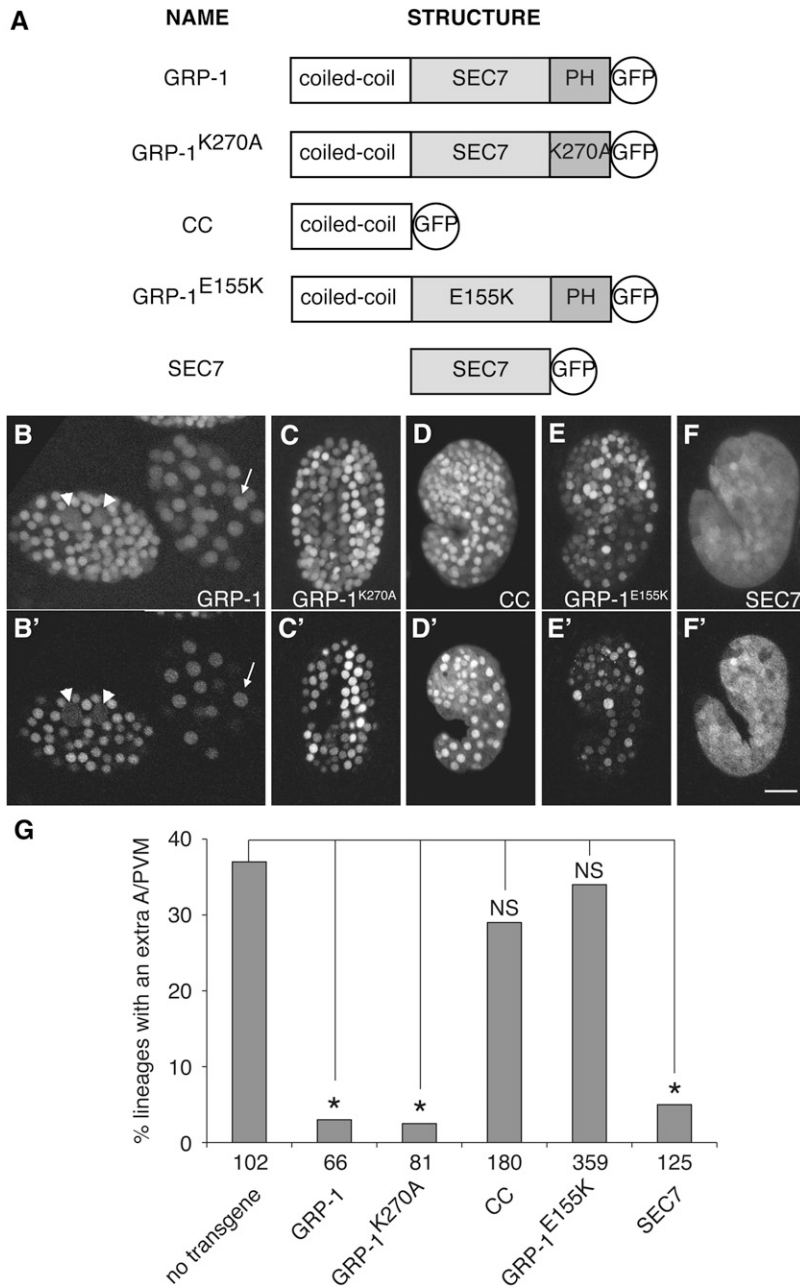 A
NAME STRUCTURE
GRP-1 coiled-coil SEC7 PH GFP
GRP-1K270A coiled-coil SEC7 K270A GFP
CC coiled-coil GFP
GRP-1E155K coiled-coil E155K PH GFP
SEC7 SEC7 GFP
B C D E F
GRP-1 GRP-1K270A CC GRP-1E155K SEC7
B' C' D' E' F'
G
% lineages with an extra A/PVM
40
30
20
10
0
* * NS NS *
102 66 81 180 359 125
no transgene GRP-1 GRP-1K270A CC GRP-1E155K SEC7